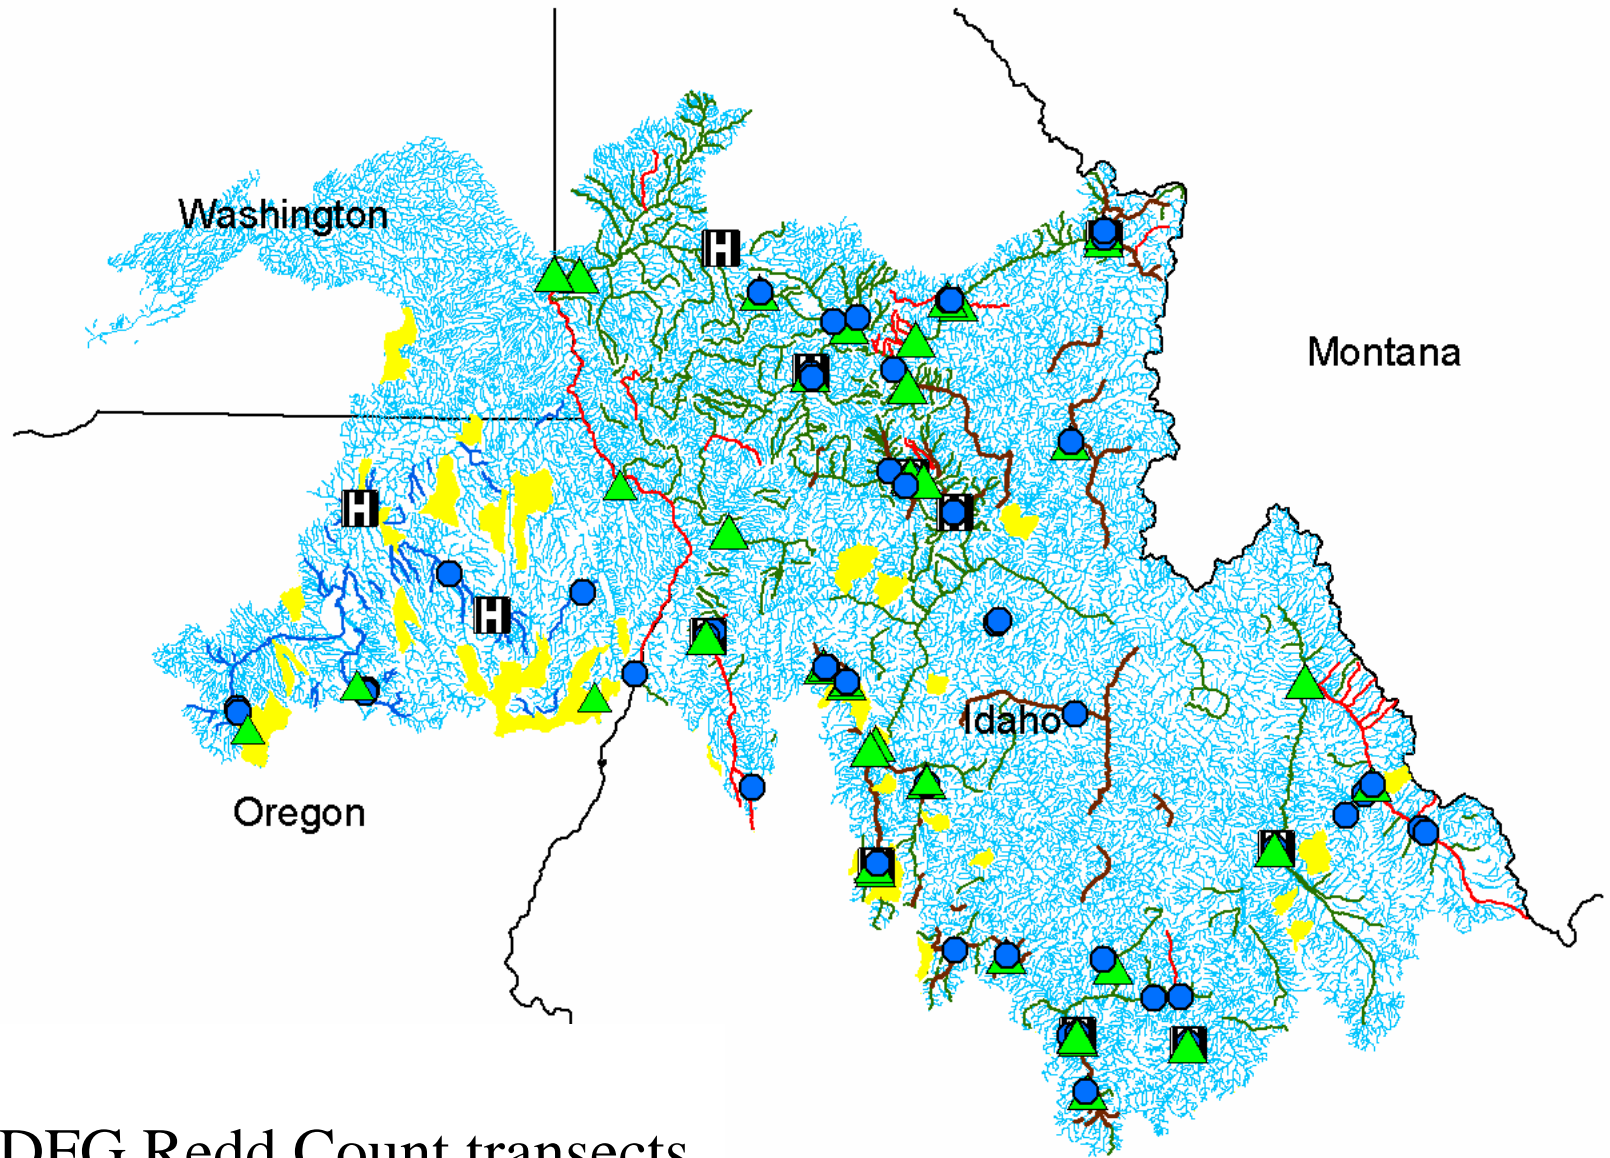 Washington
H
Montana
H
H
Idaho
Oregon
DFG Redd Count transects